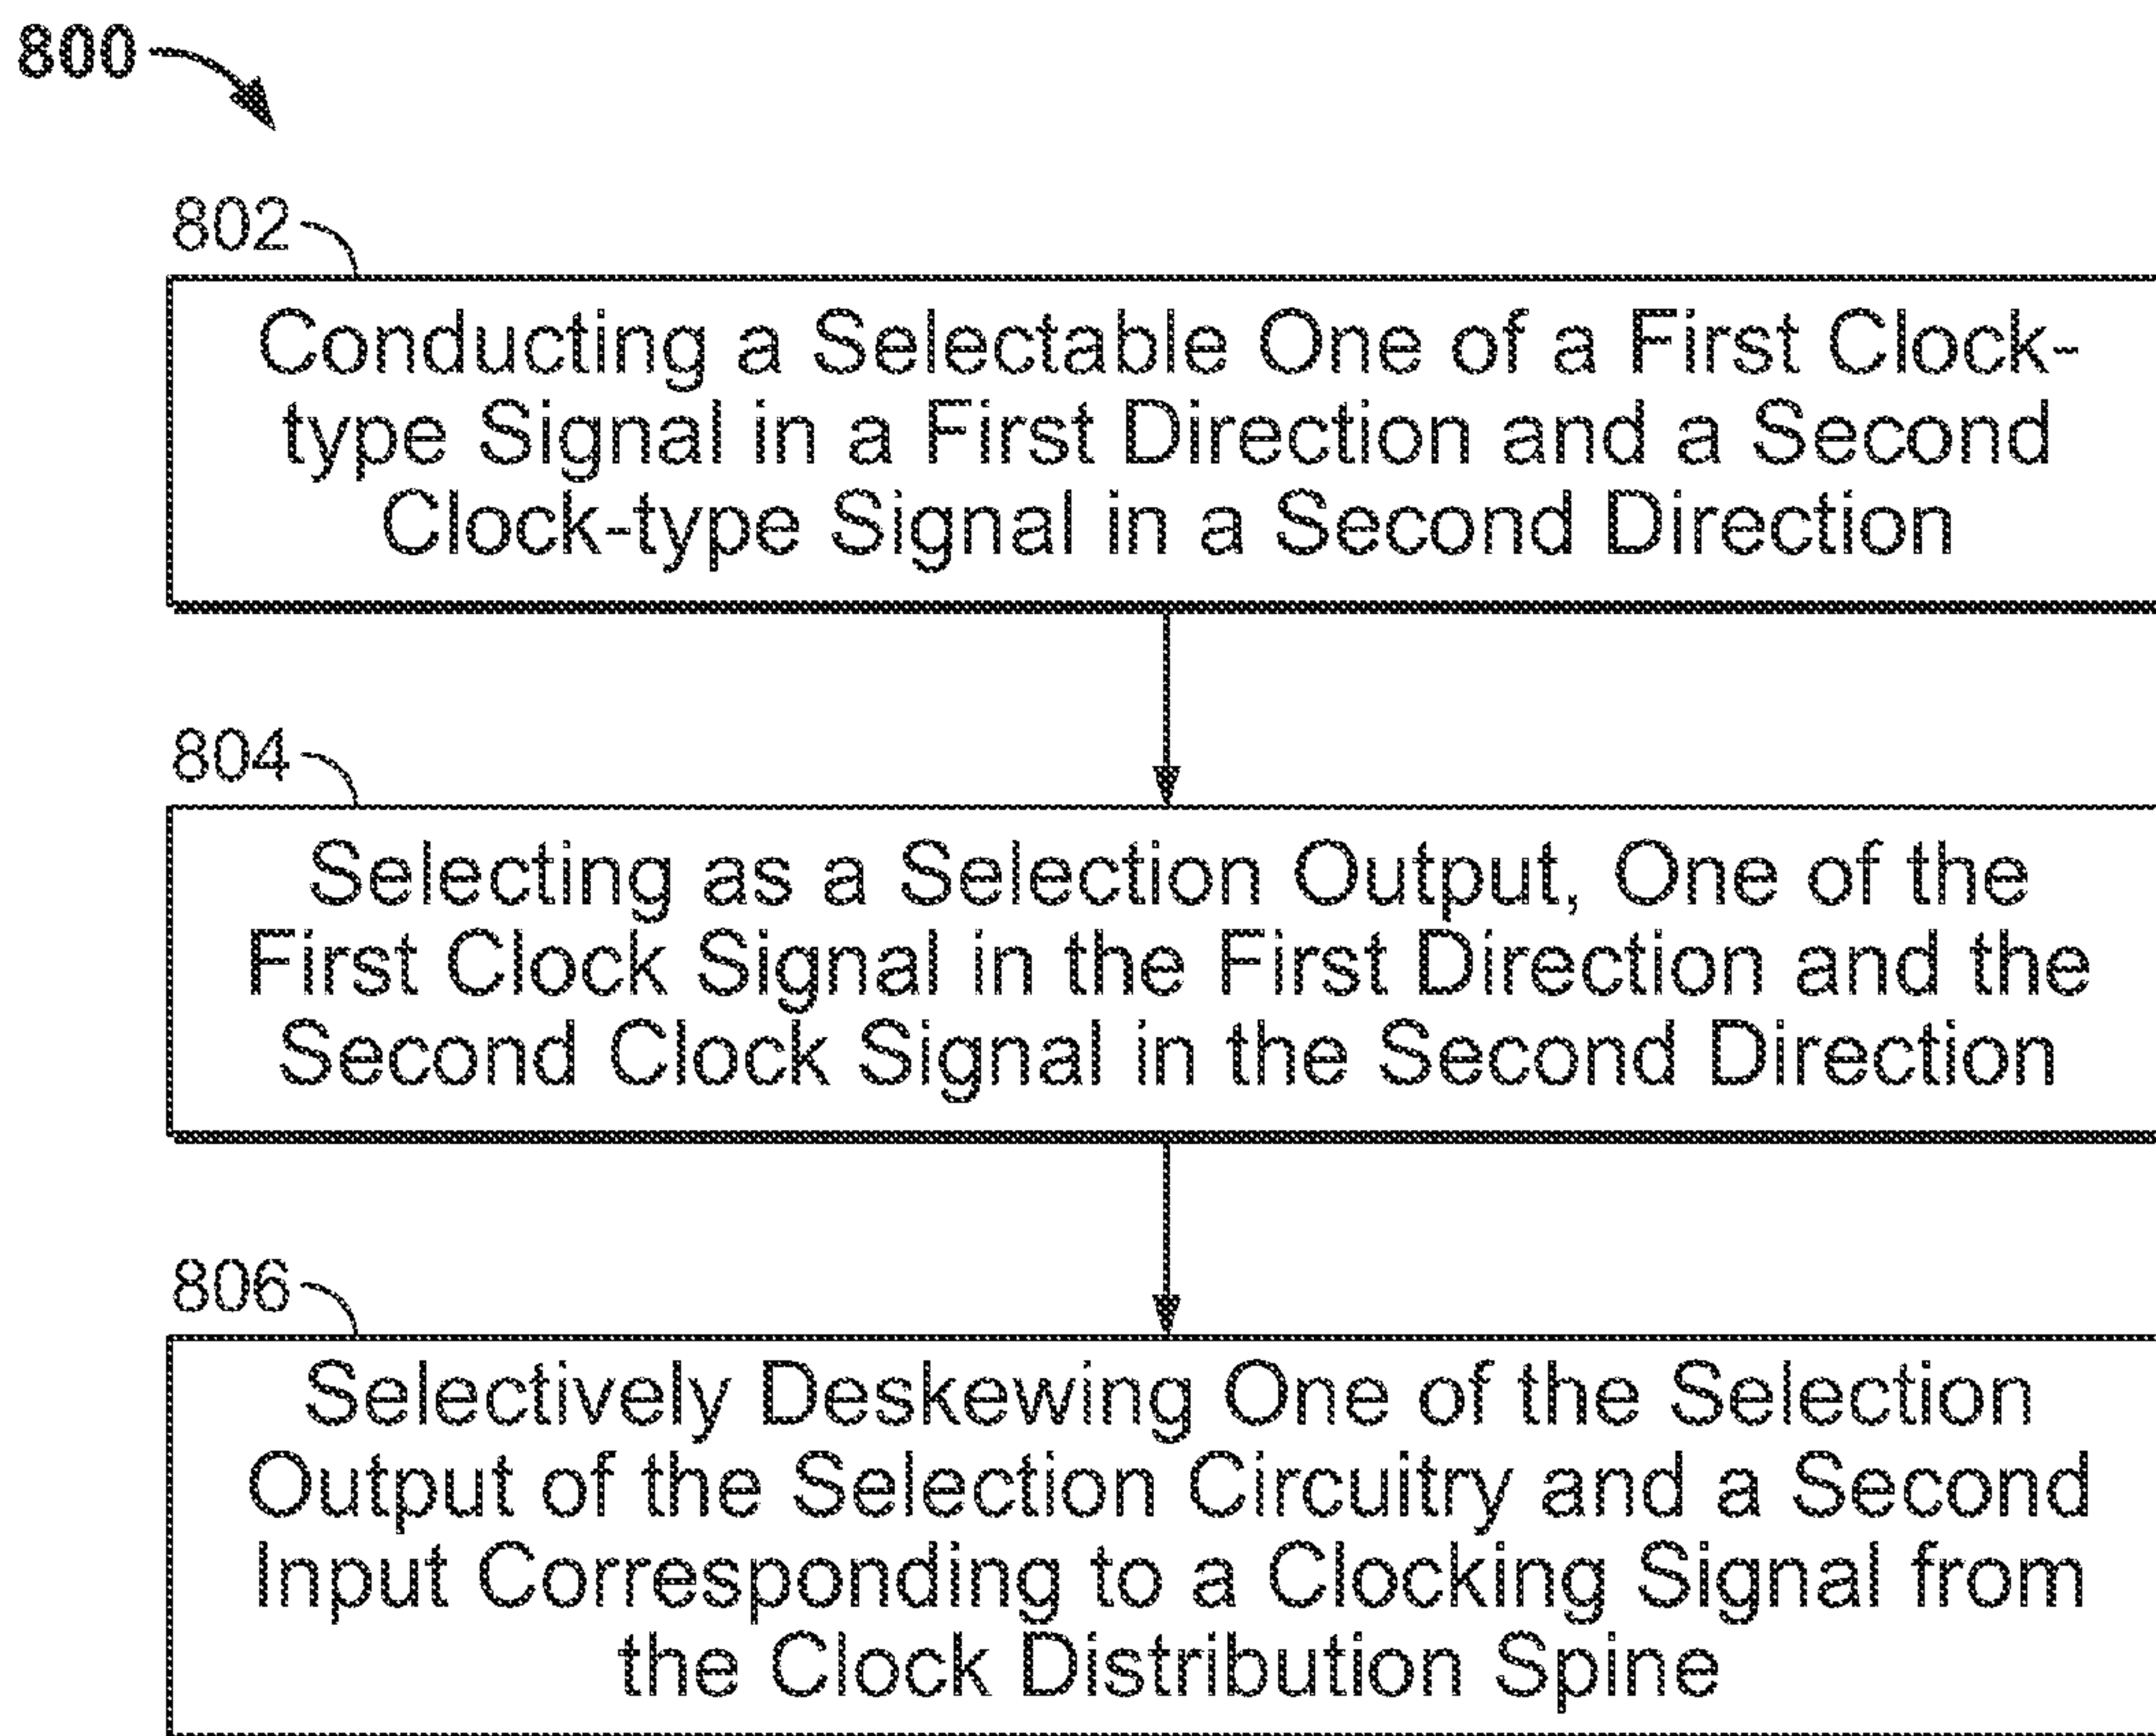 800
802
Conducting a Selectable One of a First Clock-
type Signal in a First Direction and a Second
Clock-type Signal in a Second Direction
804
Selecting as a Selection Output, One of the
First Clock Signal in the First Direction and the
Second Clock Signal in the Second Direction
806
Selectively Deskewing One of the Selection
Output of the Selection Circuitry and a Second
Input Corresponding to a Clocking Signal from
the Clock Distribution Spine